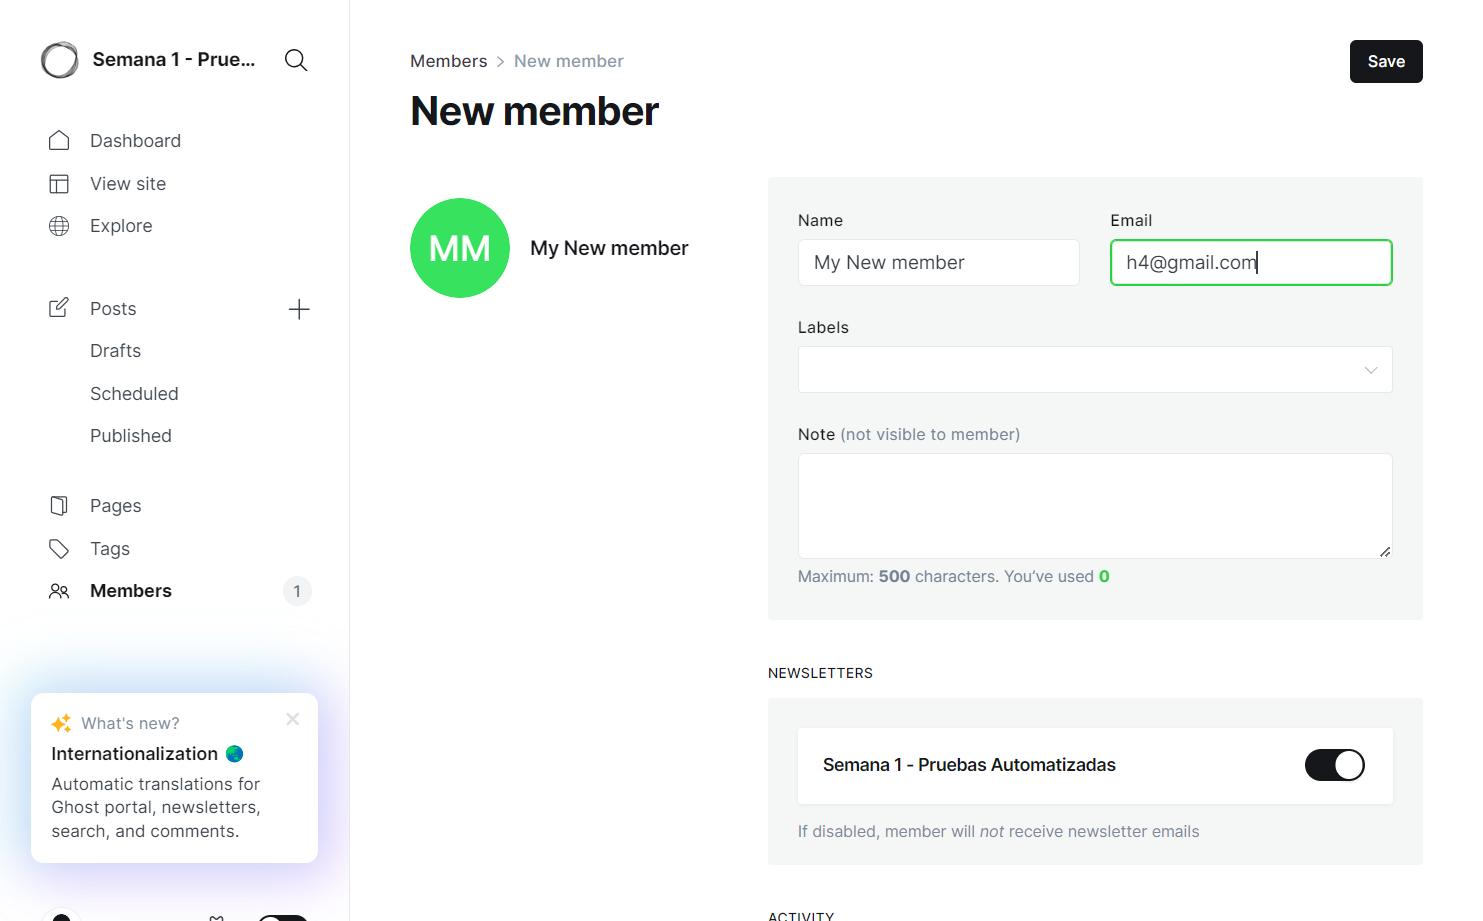 Semana 1 - Prue...
Dashboard
View site
Explore
Posts
Drafts
Scheduled
Published
Pages
Tags
Members
1
What's new?
Internationalization
Automatic translations for
Ghost portal, newsletters,
search, and comments.
Members > New member
Save
New member
MM
My New member
Name
My New member
Email
h4@gmail.com
Labels
Note (not visible to member)
Maximum: 500 characters. You’ve used 0
NEWSLETTERS
Semana 1 - Pruebas Automatizadas
If disabled, member will not receive newsletter emails
ACTIVITY